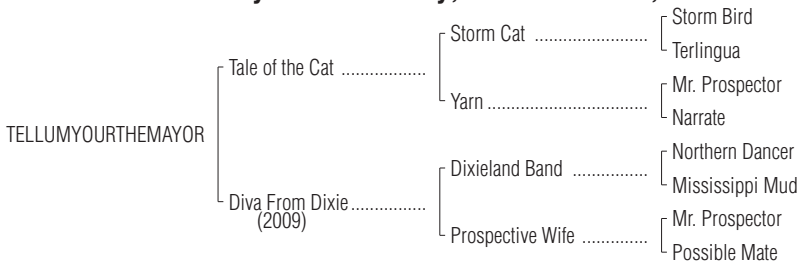 Storm Bird
Storm Cat ..................
Terlingua
Tale of the Cat .................
Mr. Prospector
Yarn.................................
Narrate
TELLUMYOURTHEMAYOR
Northern Dancer
Dixieland Band ...............
Mississippi Mud
Diva From Dixie................
(2009)
Mr. Prospector
Prospective Wife .............
Possible Mate